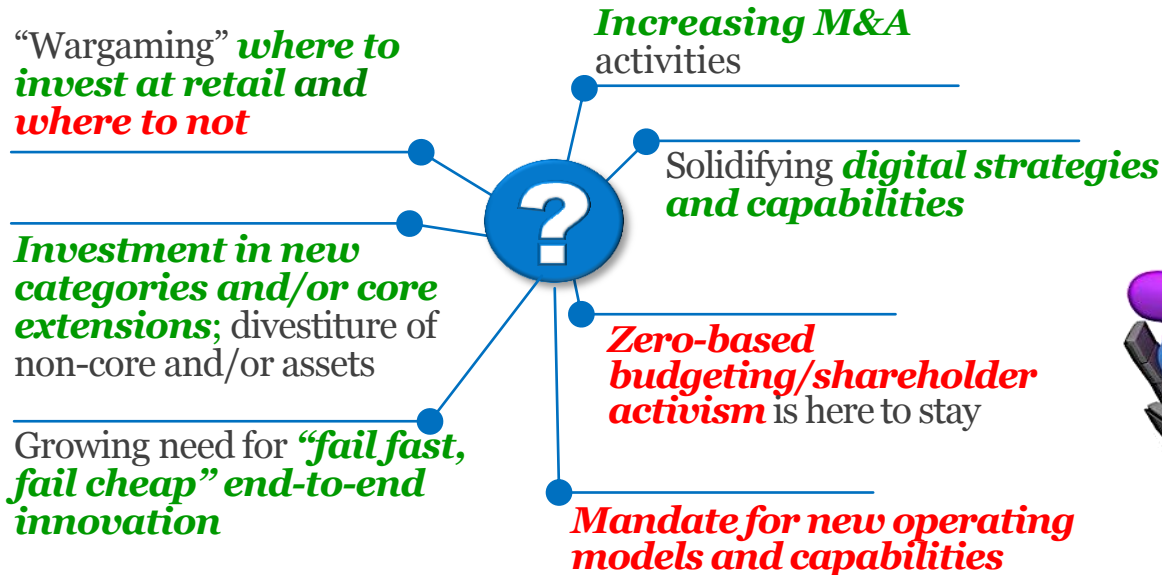 “Wargaming” where to
invest at retail and
where to not
Increasing M&A
activities
Solidifying digital strategies
and capabilities
?
Investment in new
categories and/or core
extensions; divestiture of
non-core and/or assets
Zero-based
budgeting/shareholder
activism is here to stay
Growing need for “fail fast,
fail cheap” end-to-end
innovation
Mandate for new operating
models and capabilities